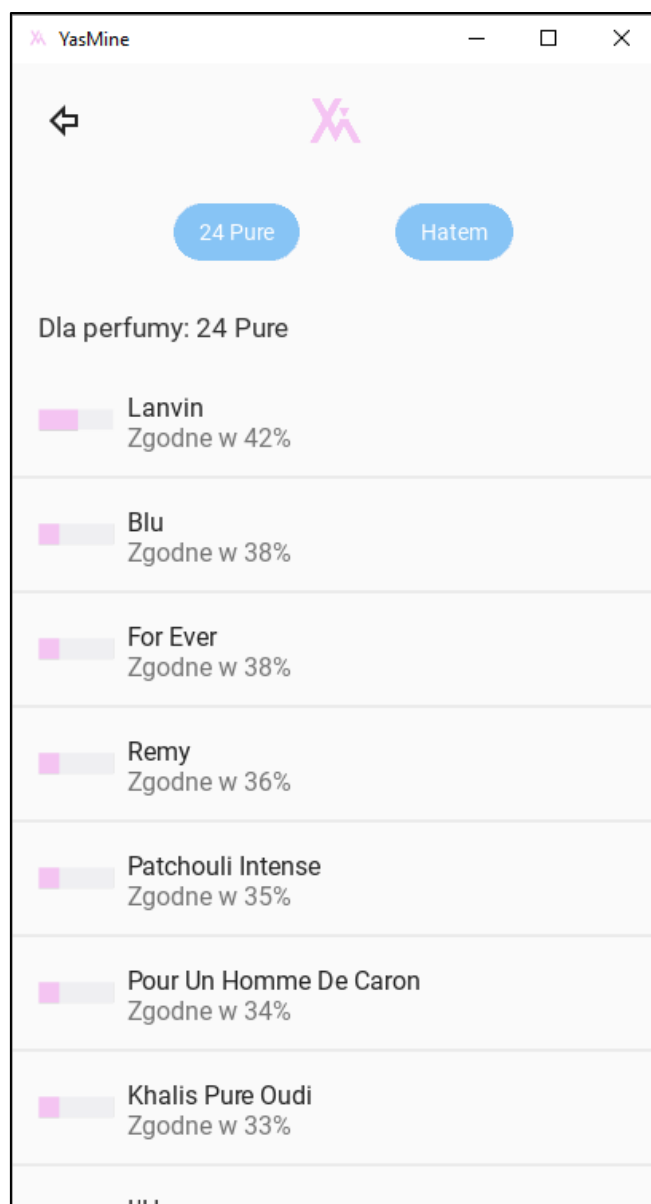 YasMine
24 Pure
Hatem
Dla perfumy: 24 Pure
Lanvin
Zgodne w 42%
Blu
Zgodne w 38%
For Ever
Zgodne w 38%
Remy
Zgodne w 36%
Patchouli Intense
Zgodne w 35%
Pour Un Homme De Caron
Zgodne w 34%
Khalis Pure Oudi
Zgodne w 33%